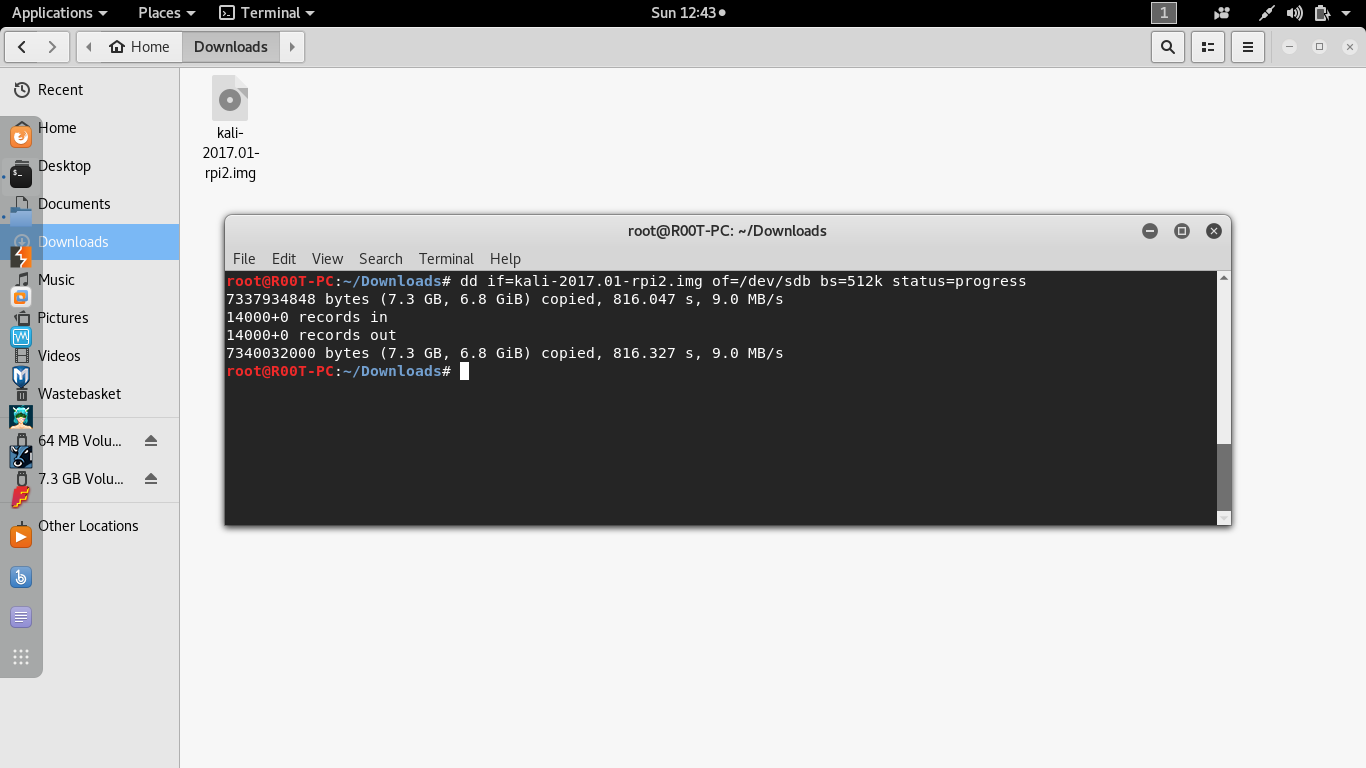 Applications Places Terminal Sun 12:43 1
Home Downloads
Recent
Home
Desktop
Documents
Downloads
Music
Pictures
Videos
Wastebasket
64 MB Volu...
7.3 GB Volu...
Other Locations
kali-
2017.01-
rpi2.img
root@R00T-PC: ~/Downloads
File Edit View Search Terminal Help
root@R00T-PC:~/Downloads# dd if=kali-2017.01-rpi2.img of=/dev/sdb bs=512k status=progress
7337934848 bytes (7.3 GB, 6.8 GiB) copied, 816.047 s, 9.0 MB/s
14000+0 records in
14000+0 records out
7340032000 bytes (7.3 GB, 6.8 GiB) copied, 816.327 s, 9.0 MB/s
root@R00T-PC:~/Downloads#